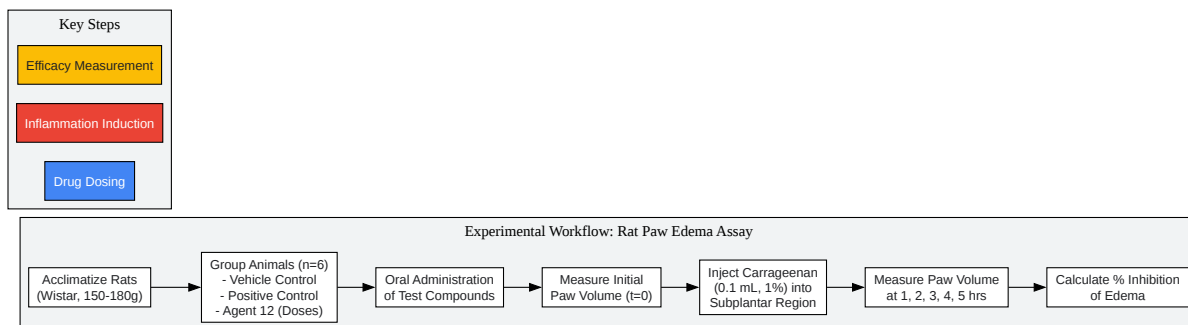 Key Steps
Efficacy Measurement
Inflammation Induction
Drug Dosing
Experimental Workflow: Rat Paw Edema Assay
Acclimatize Rats
(Wistar, 150-180g)
Group Animals (n=6)
- Vehicle Control
- Positive Control
- Agent 12 (Doses)
Oral Administration
of Test Compounds
Measure Initial
Paw Volume (t=0)
Inject Carrageenan
(0.1 mL, 1%) into
Subplantar Region
Measure Paw Volume
at 1, 2, 3, 4, 5 hrs
Calculate % Inhibition
of Edema